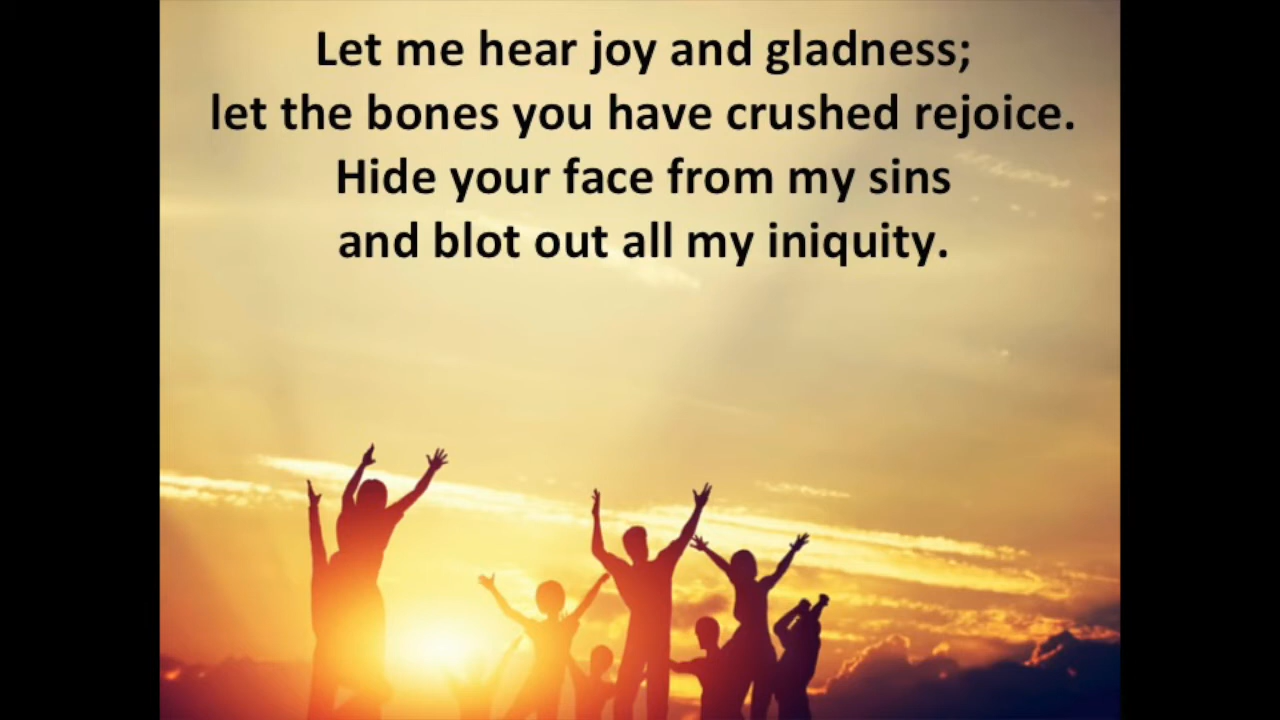 Let me hear joy and gladness;
let the bones you have crushed rejoice.
Hide your face from my sins
and blot out all my iniquity.